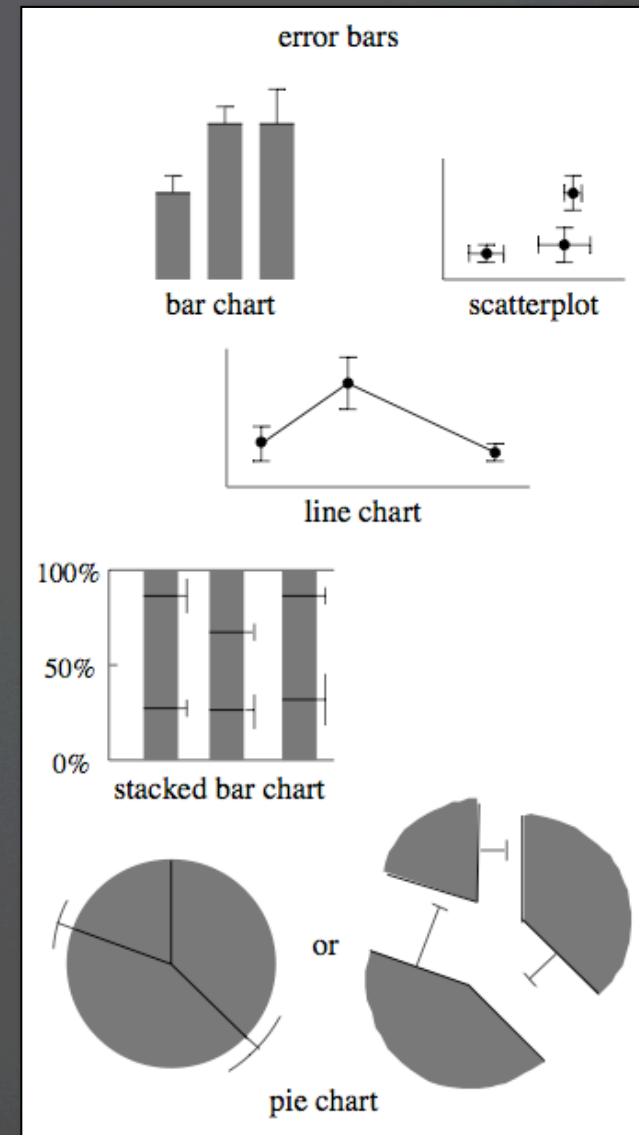 error bars
bar chart
scatterplot
line chart
100%
50%
0%
stacked bar chart
or
pie chart